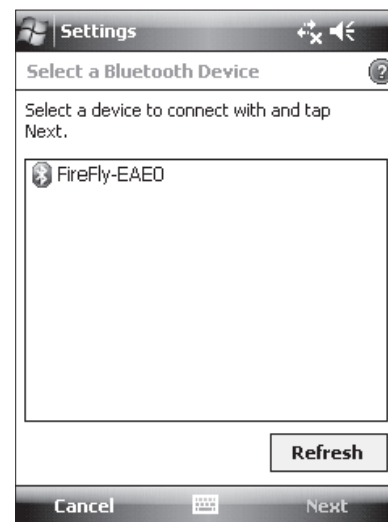 Settings
Select a Bluetooth Device
?
Select a device to connect with and tap
Next.
FireFly-EAE0
Refresh
Cancel
Next